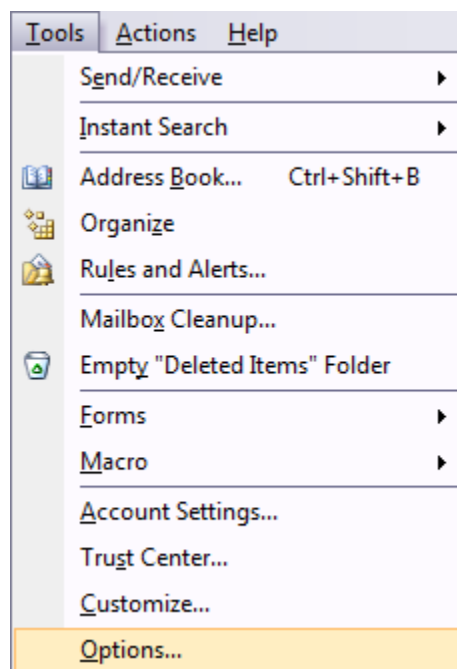 Tools Actions Help
Send/Receive
Instant Search
Address Book... Ctrl+Shift+B
Organize
Rules and Alerts...
Mailbox Cleanup...
Empty "Deleted Items" Folder
Forms
Macro
Account Settings...
Trust Center...
Customize...
Options...